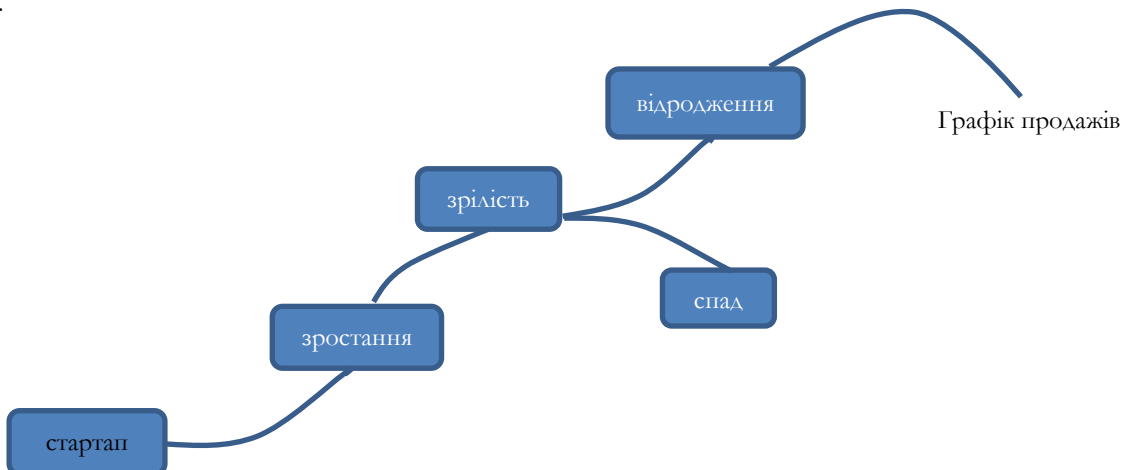 .
відродження
Графік продажів
зрілість
спад
зростання
стартап